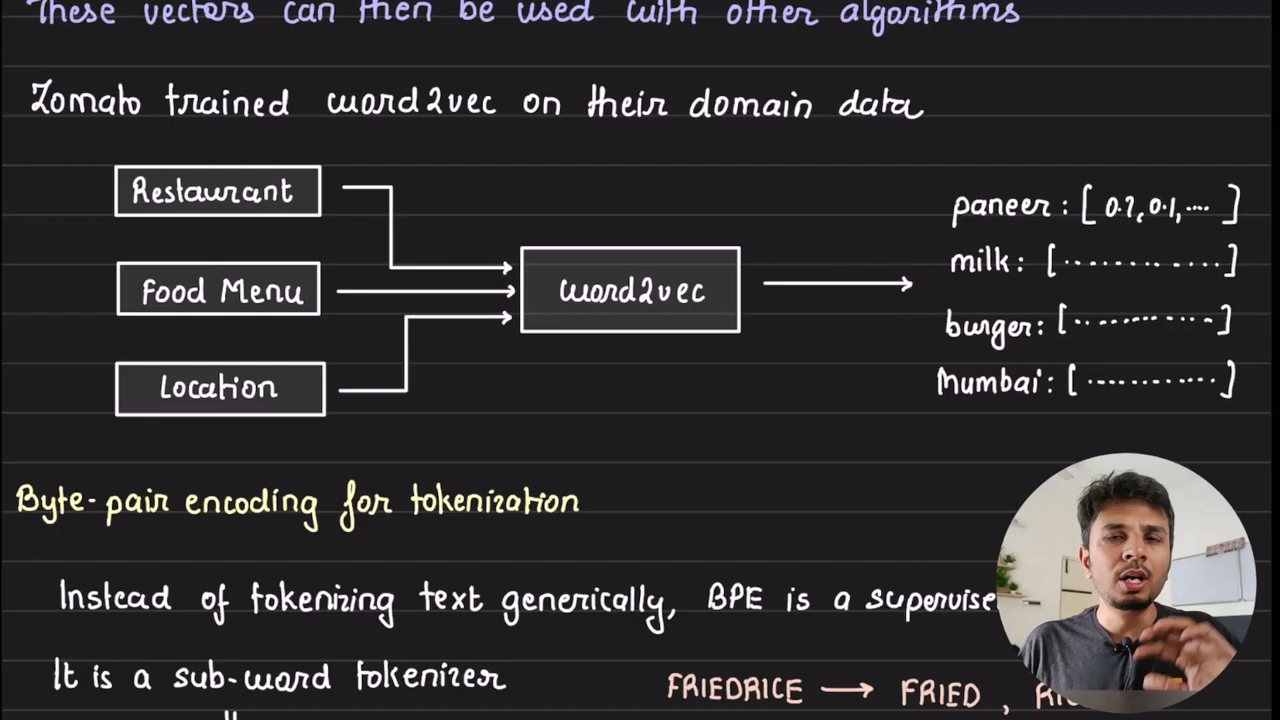 These vectors can then be used with other algorithms
Zomato trained word2vec on their domain data
Restaurant
Food Menu
Location
word2vec
paneer: [ 0.2, 0.1, .... ]
milk: [ ............ ]
burger: [ ............ ]
Mumbai: [ ............ ]
Byte-pair encoding for tokenization
Instead of tokenizing text generically, BPE is a supervise
It is a sub-word tokenizer
FRIEDRICE → FRIED ,